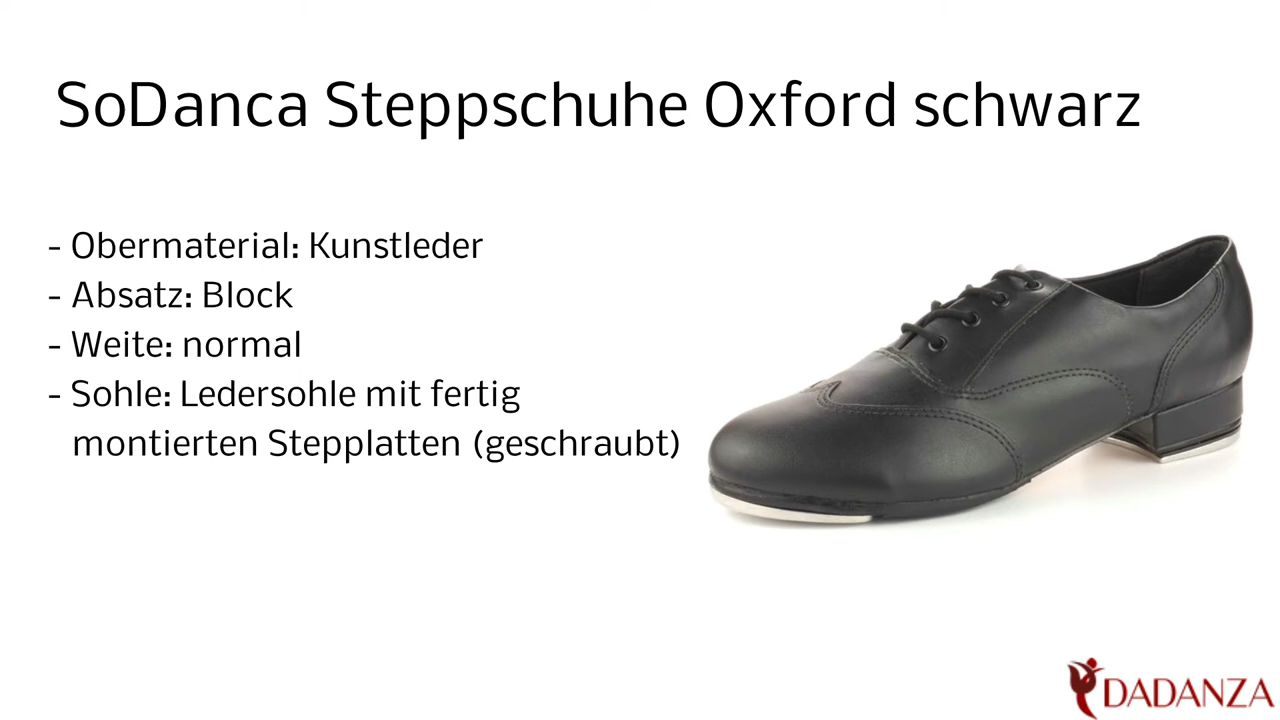 SoDanca Steppschuhe Oxford schwarz
- Obermaterial: Kunstleder
- Absatz: Block
- Weite: normal
- Sohle: Ledersohle mit fertig
montierten Stepplatten (geschraubt)
DADANZA